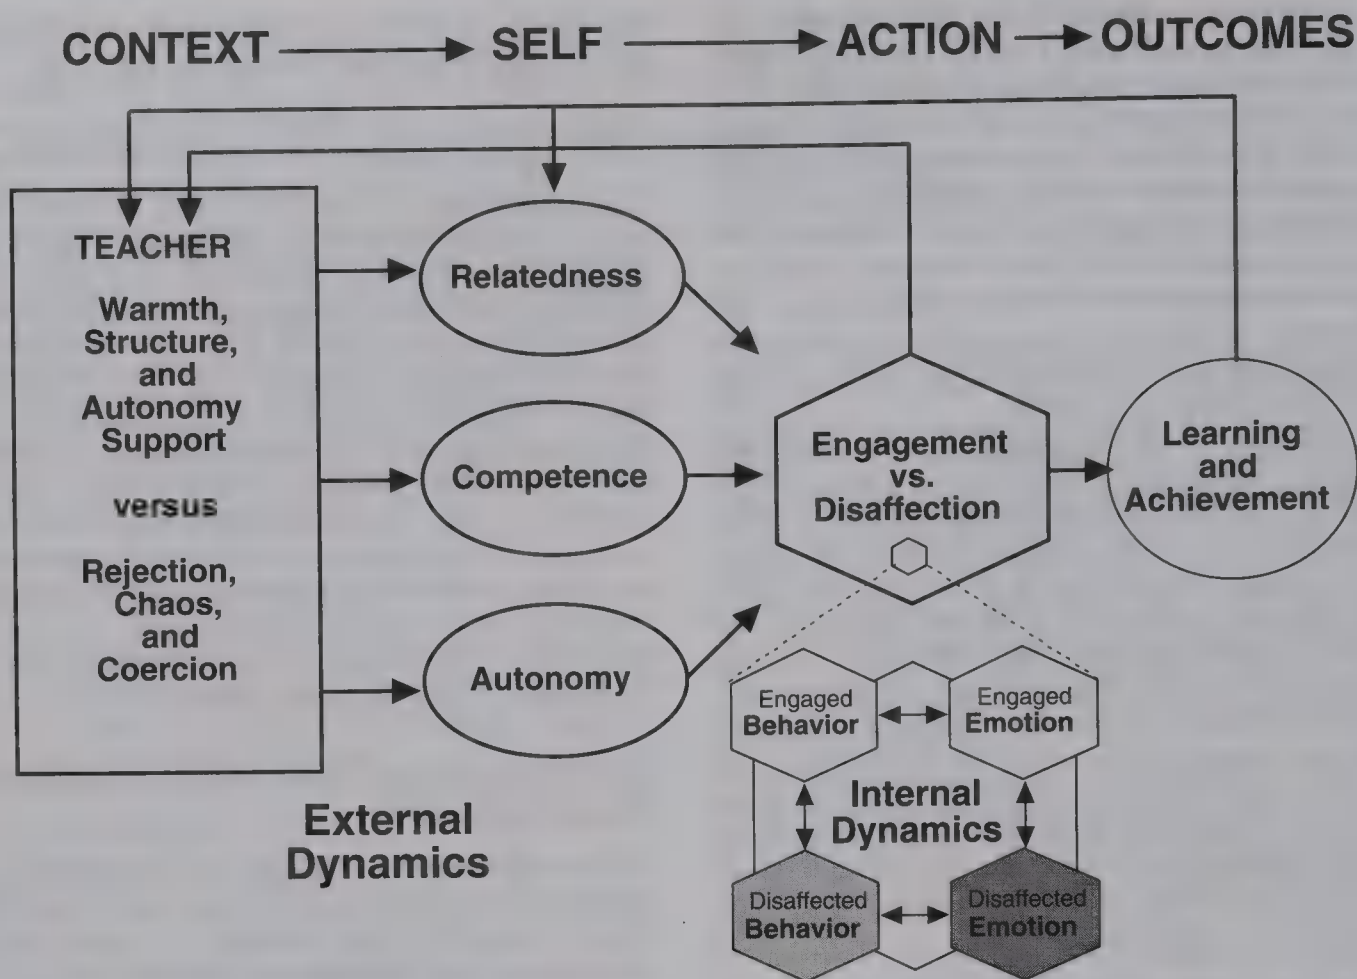 CONTEXT SELF ACTION OUTCOMES
TEACHER
Warmth,
Structure,
and
Autonomy
Support
versus
Rejection,
Chaos,
and
Coercion
Relatedness
Competence
Autonomy
Engagement
vs.
Disaffection
Learning
and
Achievement
External
Dynamics
Engaged
Behavior
Engaged
Emotion
Internal
Dynamics
Disaffected
Behavior
Disaffected
Emotion